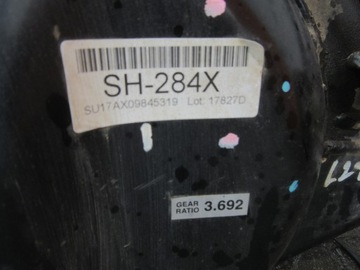 SH-284X
SU17AX09845319 Lot: 17827D
GEAR RATIO 3.692